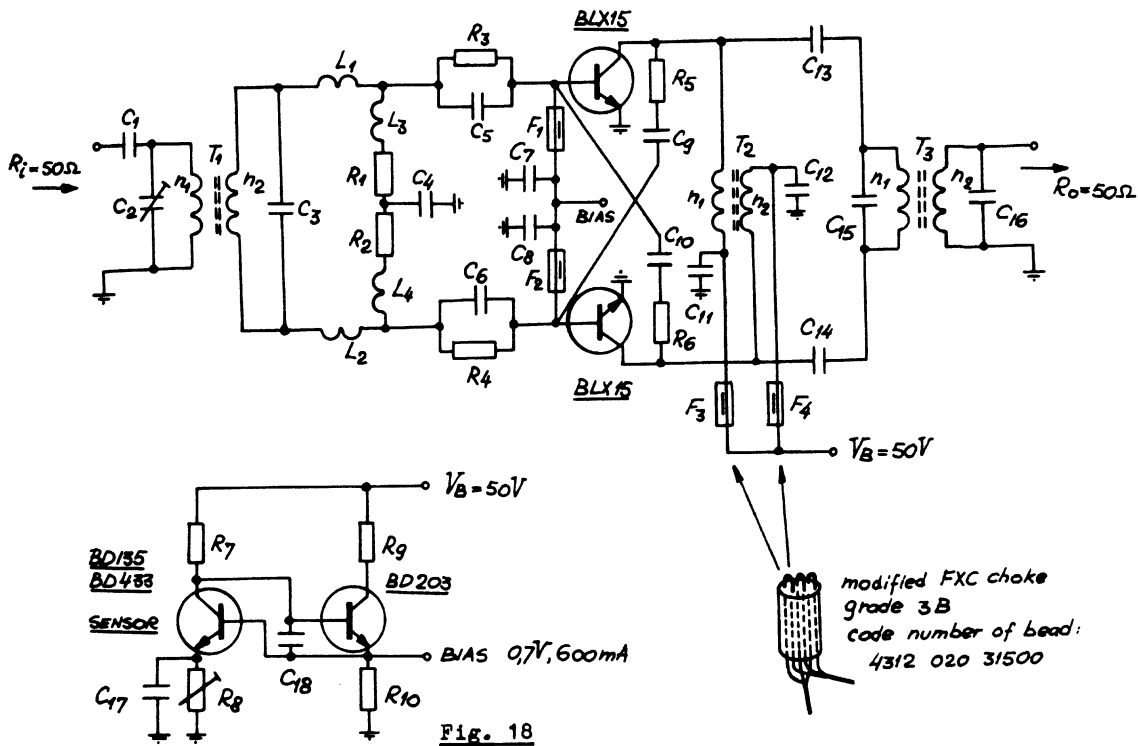 BLX15
R3
L1
C13
C1
C5
R5
L3
F1
C9
Ri=50Ω
T1
C7
T2
C12
T3
n1
n2
R1
C4
n1
n2
n1
n2
Ro=50Ω
C2
C3
BIAS
C15
C16
R2
C8
C10
L4
C6
F2
C11
R6
C14
L2
R4
BLX15
F3
F4
VB=50V
VB=50V
R7
R9
BD135
BD433
BD203
modified FXC choke
grade 3B
SENSOR
code number of bead:
BIAS 0,7V, 600mA
4312 020 31500
C17
R8
C18
R10
Fig. 18